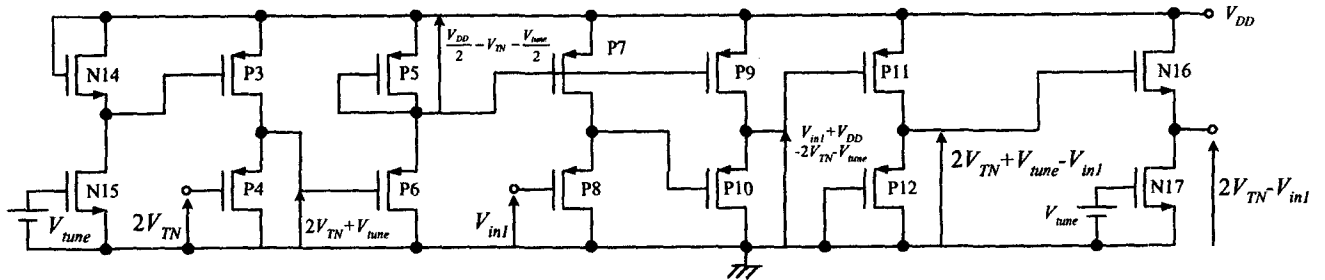 V_DD
N14
P3
P5
V_DD/2 - V_TN - V_tune/2
P7
P9
P11
N16
N15
V_tune
2V_TN
P4
2V_TN+V_tune
P6
V_in1
P8
P10
V_in1+V_DD
-2V_TN-V_tune
P12
2V_TN+V_tune-V_in1
V_tune
N17
2V_TN-V_in1